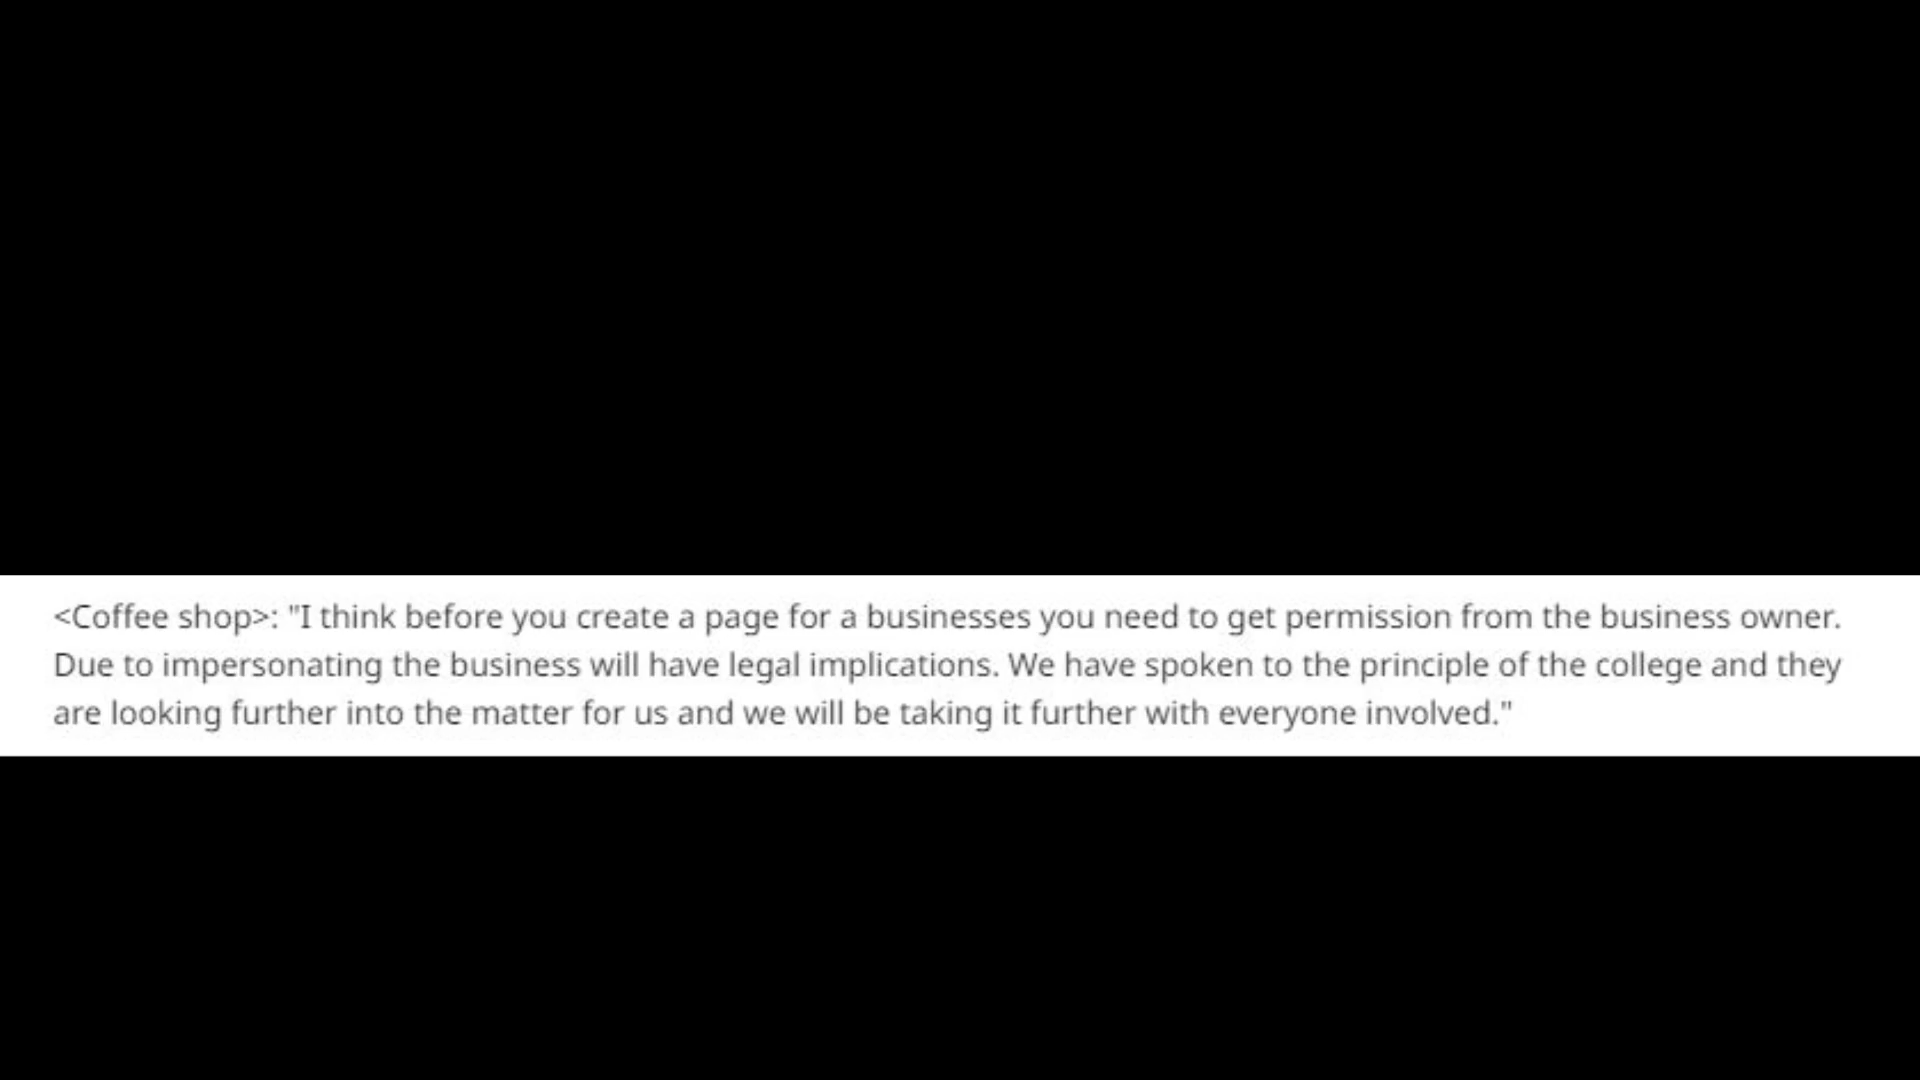 <Coffee shop>: "I think before you create a page for a businesses you need to get permission from the business owner.
Due to impersonating the business will have legal implications. We have spoken to the principle of the college and they
are looking further into the matter for us and we will be taking it further with everyone involved."